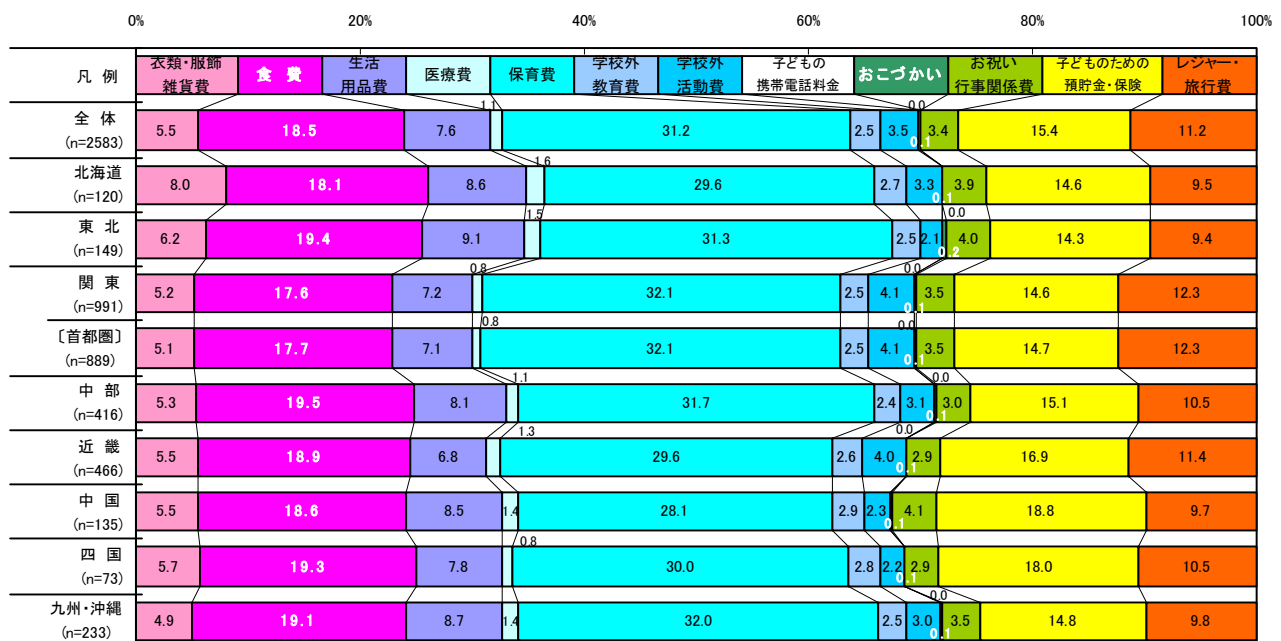 0% 20% 40% 60% 80% 100%
凡 例 衣類・服飾雑貨費 食 費 生活用品費 医療費 保育費 学校外教育費 学校外活動費 子どもの携帯電話料金 おこづかい お祝い行事関係費 子どものための預貯金・保険 レジャー・旅行費
1.1 0.0
全 体 5.5 18.5 7.6 31.2 2.5 3.5 0.1 3.4 15.4 11.2
(n=2583)
1.6
北海道 8.0 18.1 8.6 29.6 2.7 3.3 0.1 3.9 14.6 9.5
(n=120)
1.5 0.0
東 北 6.2 19.4 9.1 31.3 2.5 2.1 0.2 4.0 14.3 9.4
(n=149)
0.8 0.0
関 東 5.2 17.6 7.2 32.1 2.5 4.1 0.1 3.5 14.6 12.3
(n=991)
0.8 0.0
〔首都圏〕 5.1 17.7 7.1 32.1 2.5 4.1 0.1 3.5 14.7 12.3
(n=889)
1.1 0.0
中 部 5.3 19.5 8.1 31.7 2.4 3.1 0.1 3.0 15.1 10.5
(n=416)
1.3 0.0
近 畿 5.5 18.9 6.8 29.6 2.6 4.0 0.1 2.9 16.9 11.4
(n=466)
中 国 5.5 18.6 8.5 1.4 28.1 2.9 2.3 0.1 4.1 18.8 9.7
(n=135)
0.8
四 国 5.7 19.3 7.8 30.0 2.8 2.2 0.1 2.9 18.0 10.5
(n=73)
0.0
九州・沖縄 4.9 19.1 8.7 1.4 32.0 2.5 3.0 0.1 3.5 14.8 9.8
(n=233)